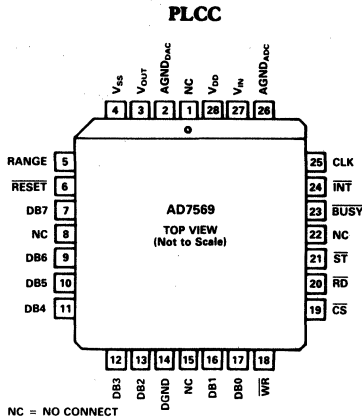 PLCC
VSS
VOUT
AGNDDAC
NC
VDD
VIN
AGNDADC
4 3 2 1 28 27 26
RANGE 5
RESET 6
DB7 7
NC 8
DB6 9
DB5 10
DB4 11
AD7569
TOP VIEW
(Not to Scale)
25 CLK
24 INT
23 BUSY
22 NC
21 ST
20 RD
19 CS
12 13 14 15 16 17 18
DB3
DB2
DGND
NC
DB1
DB0
WR
NC = NO CONNECT